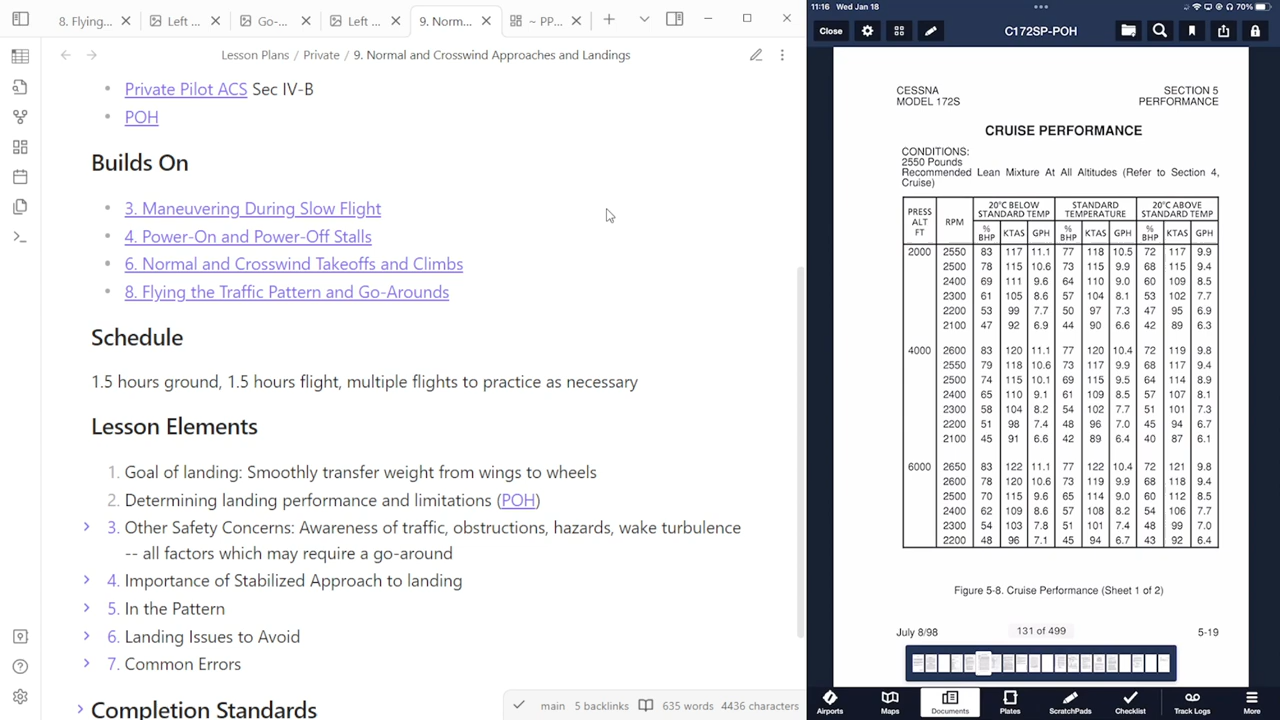 8. Flying...
Left ...
Go-...
Left ...
9. Norm...
~ PP...
Lesson Plans / Private / 9. Normal and Crosswind Approaches and Landings
Private Pilot ACS Sec IV-B
POH
Builds On
3. Maneuvering During Slow Flight
4. Power-On and Power-Off Stalls
6. Normal and Crosswind Takeoffs and Climbs
8. Flying the Traffic Pattern and Go-Arounds
Schedule
1.5 hours ground, 1.5 hours flight, multiple flights to practice as necessary
Lesson Elements
1. Goal of landing: Smoothly transfer weight from wings to wheels
2. Determining landing performance and limitations (POH)
3. Other Safety Concerns: Awareness of traffic, obstructions, hazards, wake turbulence
-- all factors which may require a go-around
4. Importance of Stabilized Approach to landing
5. In the Pattern
6. Landing Issues to Avoid
7. Common Errors
Completion Standards
main 5 backlinks 635 words 4436 characters
11:16 Wed Jan 18 70%
Close C172SP-POH
CESSNA SECTION 5
MODEL 172S PERFORMANCE
CRUISE PERFORMANCE
CONDITIONS:
2550 Pounds
Recommended Lean Mixture At All Altitudes (Refer to Section 4,
Cruise)
PRESS ALT FT RPM 20°C BELOW STANDARD TEMP STANDARD TEMPERATURE 20°C ABOVE STANDARD TEMP
% BHP KTAS GPH % BHP KTAS GPH % BHP KTAS GPH
2000 2550 83 117 11.1 77 118 10.5 72 117 9.9
2500 78 115 10.6 73 115 9.9 68 115 9.4
2400 69 111 9.6 64 110 9.0 60 109 8.5
2300 61 105 8.6 57 104 8.1 53 102 7.7
2200 53 99 7.7 50 97 7.3 47 95 6.9
2100 47 92 6.9 44 90 6.6 42 89 6.3
4000 2600 83 120 11.1 77 120 10.4 72 119 9.8
2550 79 118 10.6 73 117 9.9 68 117 9.4
2500 74 115 10.1 69 115 9.5 64 114 8.9
2400 65 110 9.1 61 109 8.5 57 107 8.1
2300 58 104 8.2 54 102 7.7 51 101 7.3
2200 51 98 7.4 48 96 7.0 45 94 6.7
2100 45 91 6.6 42 89 6.4 40 87 6.1
6000 2650 83 122 11.1 77 122 10.4 72 121 9.8
2600 78 120 10.6 73 119 9.9 68 118 9.4
2500 70 115 9.6 65 114 9.0 60 112 8.5
2400 62 109 8.6 57 108 8.2 54 106 7.7
2300 54 103 7.8 51 101 7.4 48 99 7.0
2200 48 96 7.1 45 94 6.7 43 92 6.4
Figure 5-8. Cruise Performance (Sheet 1 of 2)
July 8/98 131 of 499 5-19
Airports Maps Documents Plates ScratchPads Checklist Track Logs More